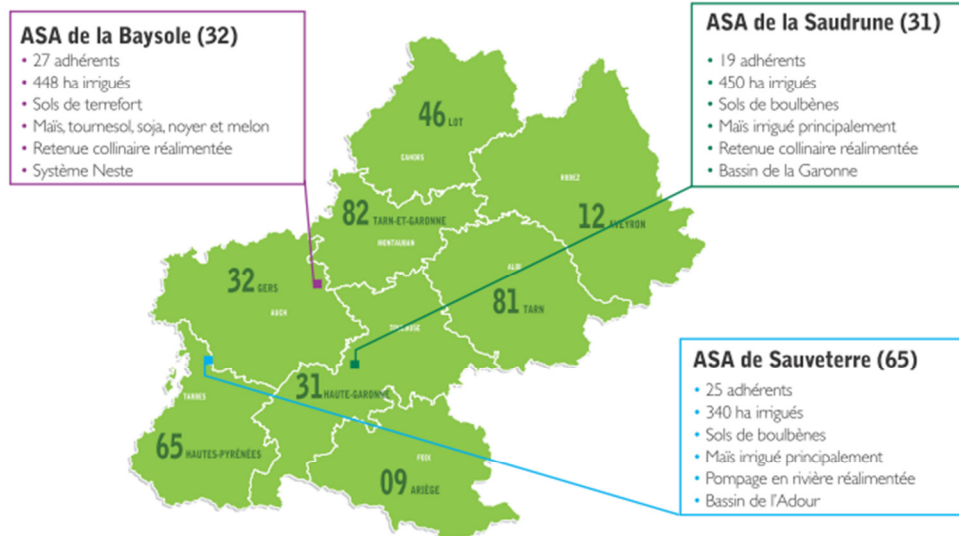 ASA de la Baysole (32)
• 27 adhérents
• 448 ha irrigués
• Sols de terrefort
• Maïs, tournesol, soja, noyer et melon
• Retenue collinaire réalimentée
• Système Neste
ASA de la Saudrune (31)
• 19 adhérents
• 450 ha irrigués
• Sols de boulbènes
• Maïs irrigué principalement
• Retenue collinaire réalimentée
• Bassin de la Garonne
46 LOT
CAHORS
RODEZ
12 AVEYRON
82 TARN-ET-GARONNE
MONTAUBAN
ALBI
81 TARN
32 GERS
AUCH
TOULOUSE
31 HAUTE-GARONNE
TARBES
65 HAUTES-PYRÉNÉES
FOIX
09 ARIÈGE
ASA de Sauveterre (65)
• 25 adhérents
• 340 ha irrigués
• Sols de boulbènes
• Maïs irrigué principalement
• Pompage en rivière réalimentée
• Bassin de l'Adour